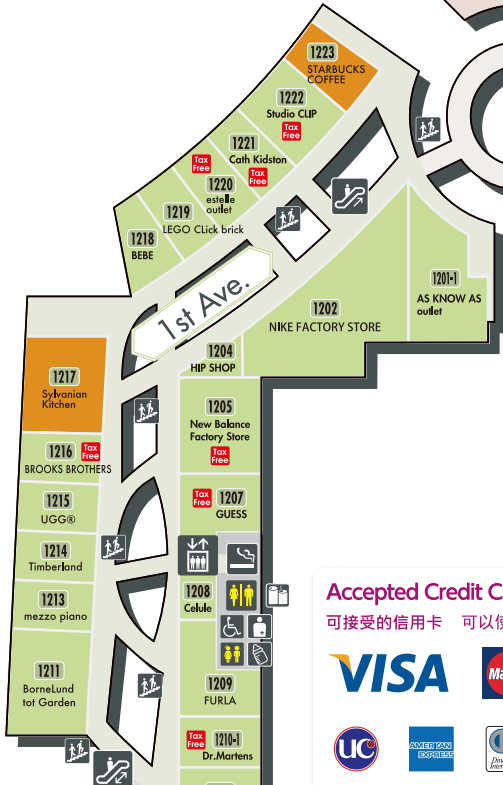 1223
STARBUCKS
COFFEE
1222
Studio CLIP
Tax
Free
1221
Cath Kidston
Tax
Free
Tax
Free
1220
estelle
outlet
1219
LEGO CLick brick
1218
BEBE
1st Ave.
1201-1
AS KNOW AS
outlet
1202
NIKE FACTORY STORE
1204
HIP SHOP
1217
Sylvanian
Kitchen
1205
New Balance
Factory Store
Tax
Free
1216
Tax
Free
BROOKS BROTHERS
1215
UGG®
Tax
Free
1207
GUESS
1214
Timberland
1213
mezzo piano
1208
Celule
1211
BorneLund
tot Garden
1209
FURLA
Tax
Free
1210-1
Dr.Martens
Accepted Credit C
可接受的信用卡 可以使
VISA
Ma
UC
AMERICAN
EXPRESS